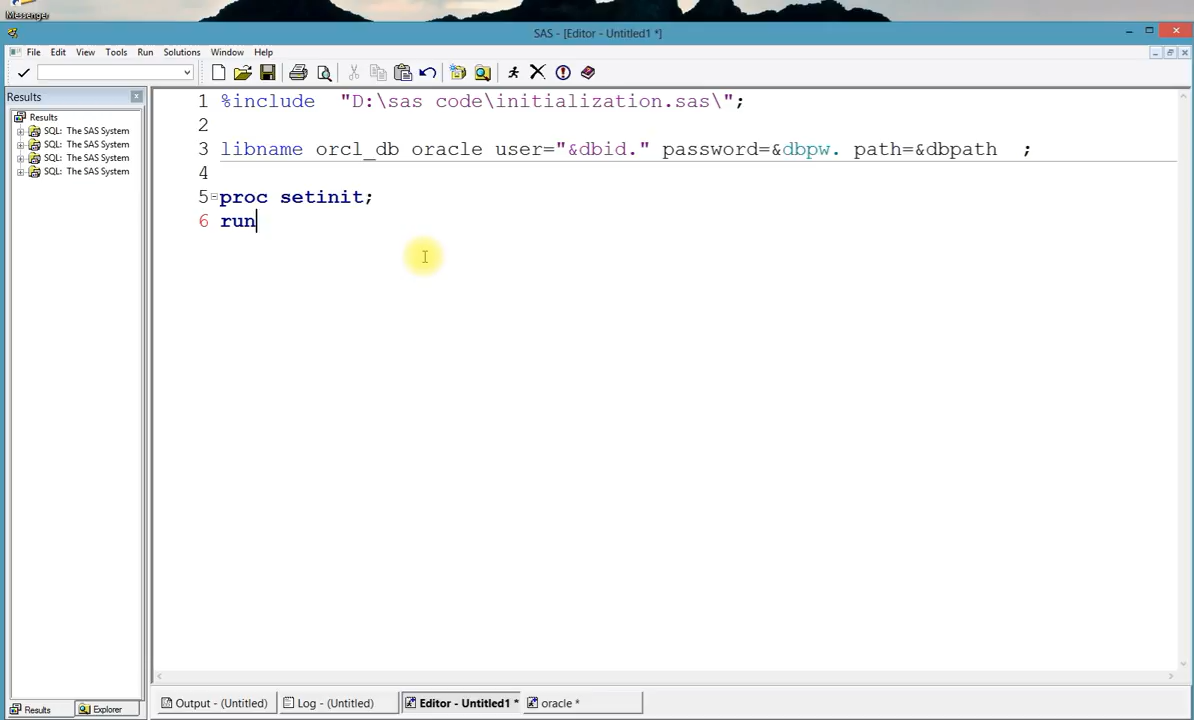 Messenger
SAS - [Editor - Untitled1 *]
File Edit View Tools Run Solutions Window Help
Results
Results
SQL: The SAS System
SQL: The SAS System
SQL: The SAS System
SQL: The SAS System
1 %include  "D:\sas code\initialization.sas\";
2
3 libname orcl_db oracle user="&dbid." password=&dbpw. path=&dbpath  ;
4
5 proc setinit;
6 run
Results Explorer
Output - (Untitled) Log - (Untitled) Editor - Untitled1 * oracle *